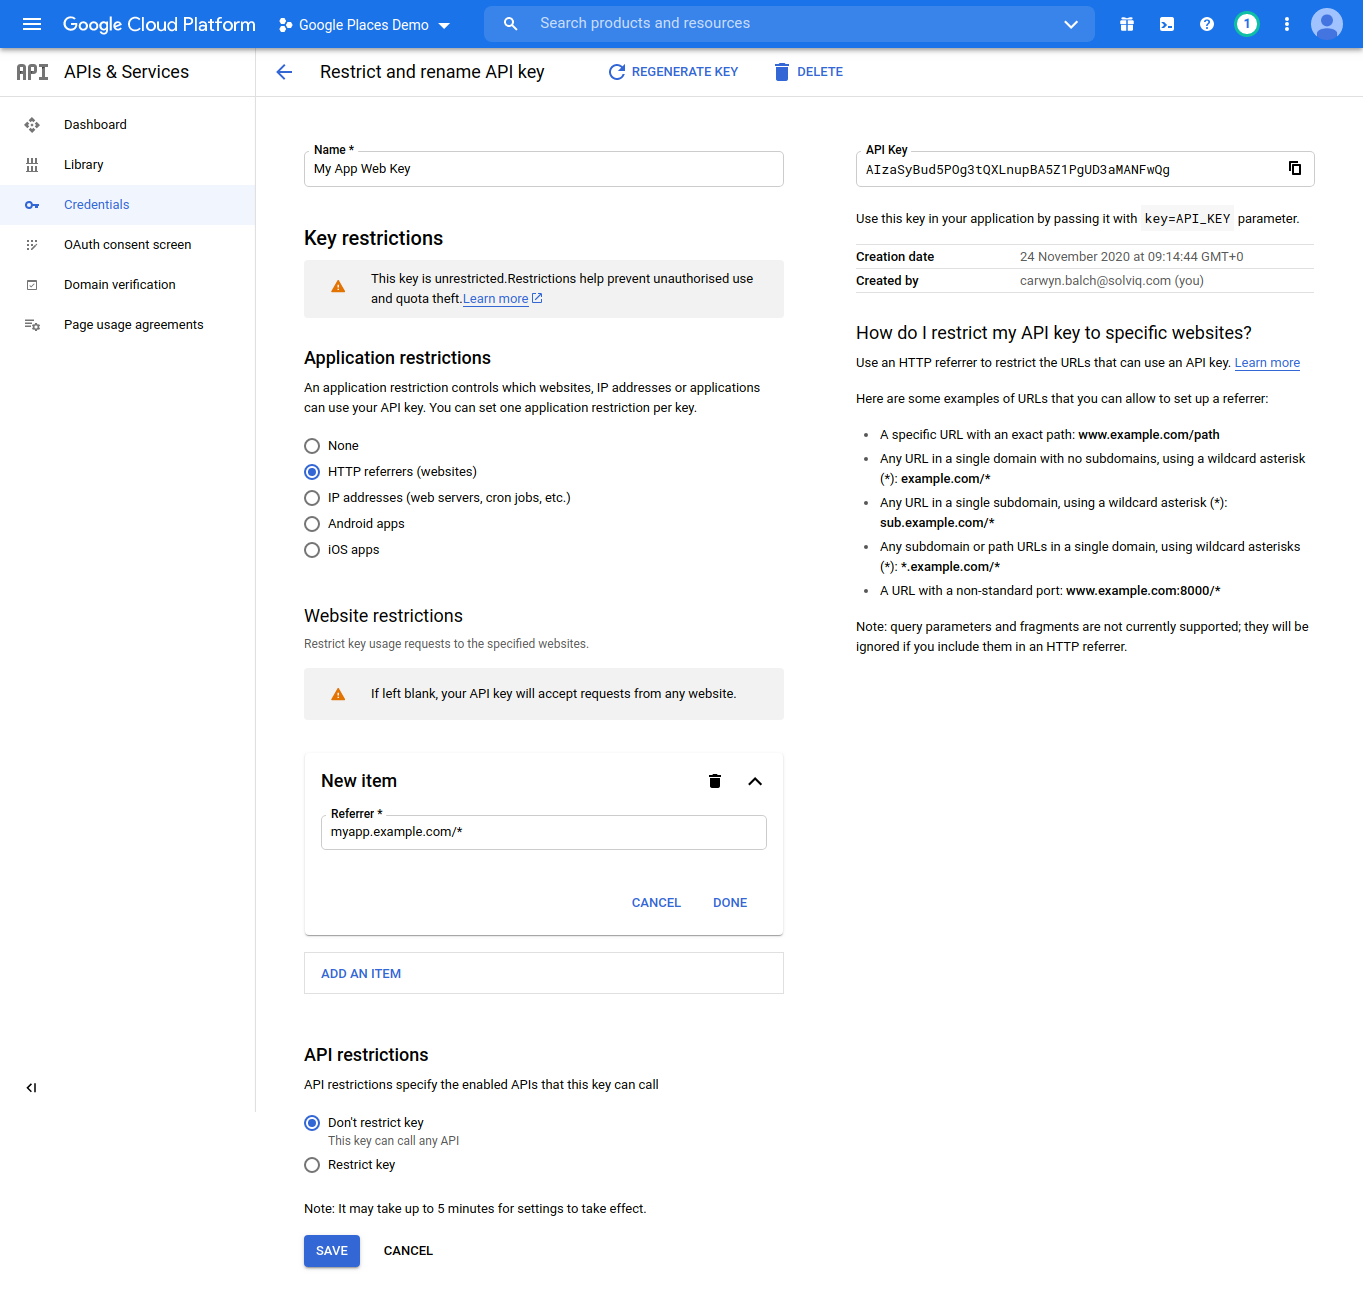 Google Cloud Platform
Google Places Demo
Search products and resources
1
API APIs & Services
Restrict and rename API key
REGENERATE KEY
DELETE
Dashboard
Library
Credentials
OAuth consent screen
Domain verification
Page usage agreements
Name *
My App Web Key
Key restrictions
This key is unrestricted.Restrictions help prevent unauthorised use
and quota theft.Learn more
Application restrictions
An application restriction controls which websites, IP addresses or applications
can use your API key. You can set one application restriction per key.
None
HTTP referrers (websites)
IP addresses (web servers, cron jobs, etc.)
Android apps
iOS apps
Website restrictions
Restrict key usage requests to the specified websites.
If left blank, your API key will accept requests from any website.
New item
Referrer *
myapp.example.com/*
CANCEL
DONE
ADD AN ITEM
API restrictions
API restrictions specify the enabled APIs that this key can call
Don't restrict key
This key can call any API
Restrict key
Note: It may take up to 5 minutes for settings to take effect.
SAVE
CANCEL
API Key
AIzaSyBud5POg3tQXLnupBA5Z1PgUD3aMANFwQg
Use this key in your application by passing it with key=API_KEY parameter.
Creation date 24 November 2020 at 09:14:44 GMT+0
Created by carwyn.balch@solviq.com (you)
How do I restrict my API key to specific websites?
Use an HTTP referrer to restrict the URLs that can use an API key. Learn more
Here are some examples of URLs that you can allow to set up a referrer:
• A specific URL with an exact path: www.example.com/path
• Any URL in a single domain with no subdomains, using a wildcard asterisk
(*): example.com/*
• Any URL in a single subdomain, using a wildcard asterisk (*):
sub.example.com/*
• Any subdomain or path URLs in a single domain, using wildcard asterisks
(*): *.example.com/*
• A URL with a non-standard port: www.example.com:8000/*
Note: query parameters and fragments are not currently supported; they will be
ignored if you include them in an HTTP referrer.